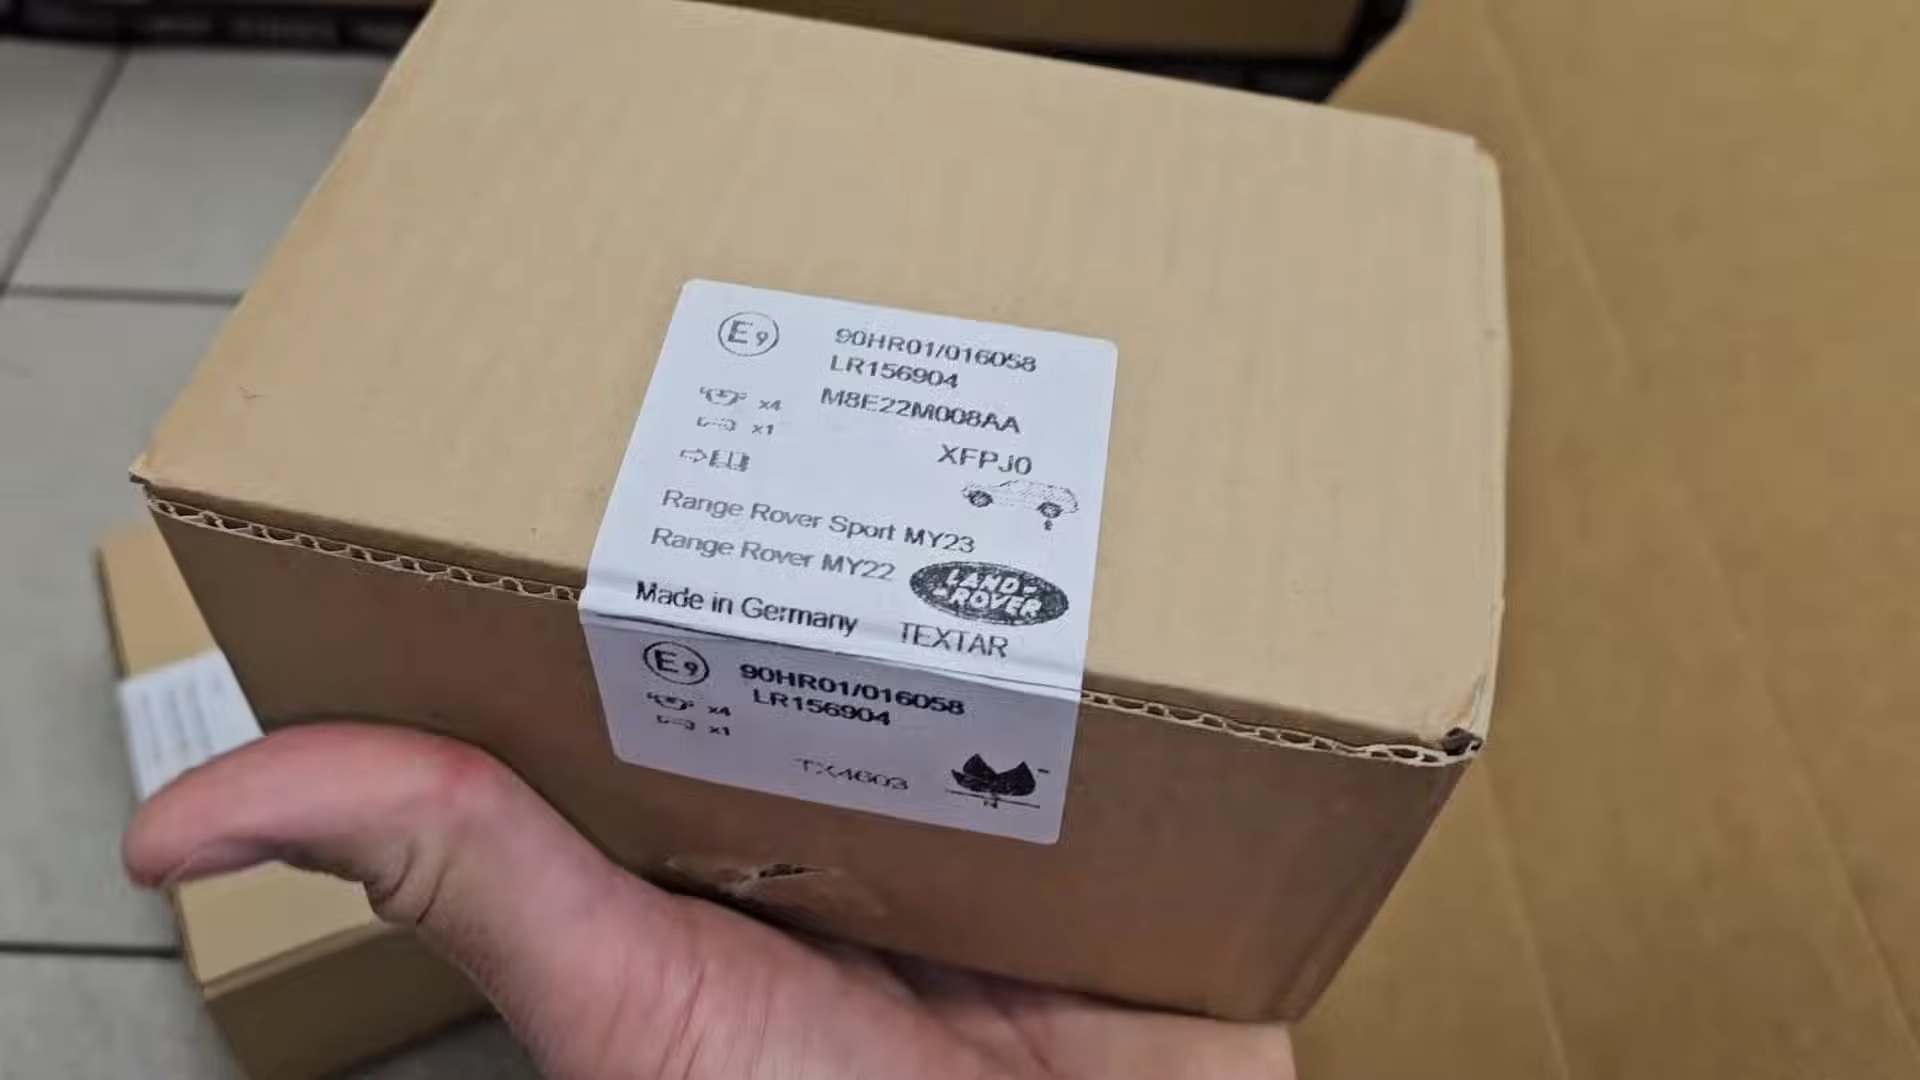 E9
90HR01/016058
LR156904
x4
M8E22M008AA
x1
XFPJ0
Range Rover Sport MY23
Range Rover MY22
LAND-
-ROVER
Made in Germany
TEXTAR
E9
90HR01/016058
x4
LR156904
x1
TX4603